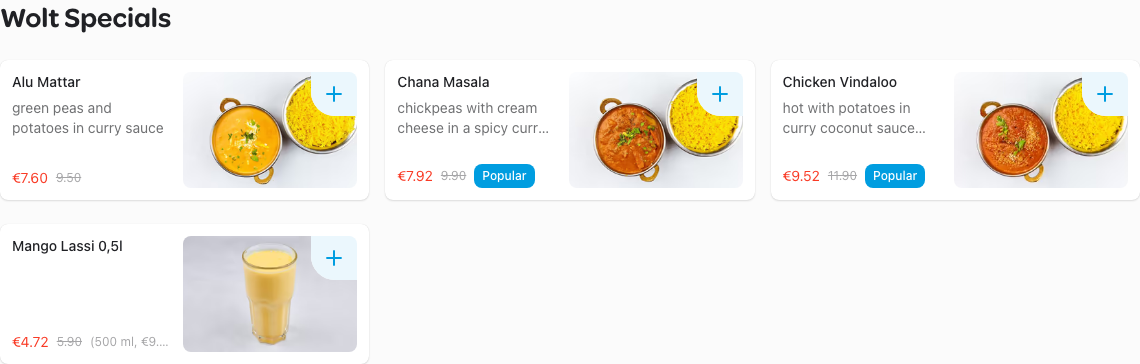 Wolt Specials
Alu Mattar
green peas and
potatoes in curry sauce
€7.60 9.50
Chana Masala
chickpeas with cream
cheese in a spicy curr...
€7.92 9.90 Popular
Chicken Vindaloo
hot with potatoes in
curry coconut sauce...
€9.52 11.90 Popular
Mango Lassi 0,5l
€4.72 5.90 (500 ml, €9....